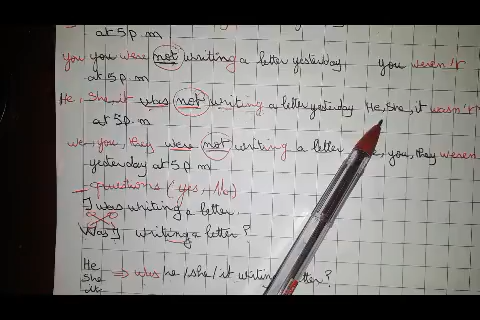 at 5 p.m
you you were not writing a letter yesterday you weren't
at 5 p.m
He, She, it was not writing a letter yesterday He, She, it wasn't
at 5 p.m
we, you, they were not writing a letter you, they weren
yesterday at 5 p.m
_ questions (yes, / No)
I was writing a letter.
Was I writing a letter?
He
She ⇒ was he / she / it writing letter?
it